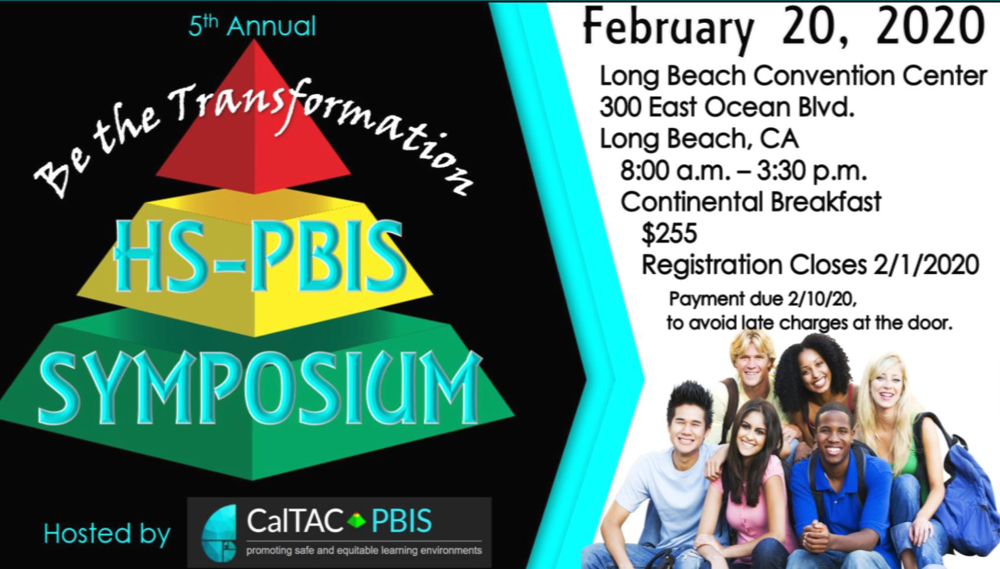 5th Annual
Be the Transformation
HS-PBIS
SYMPOSIUM
Hosted by
CalTAC PBIS
promoting safe and equitable learning environments
February 20, 2020
Long Beach Convention Center
300 East Ocean Blvd.
Long Beach, CA
8:00 a.m. – 3:30 p.m.
Continental Breakfast
$255
Registration Closes 2/1/2020
Payment due 2/10/20,
to avoid late charges at the door.